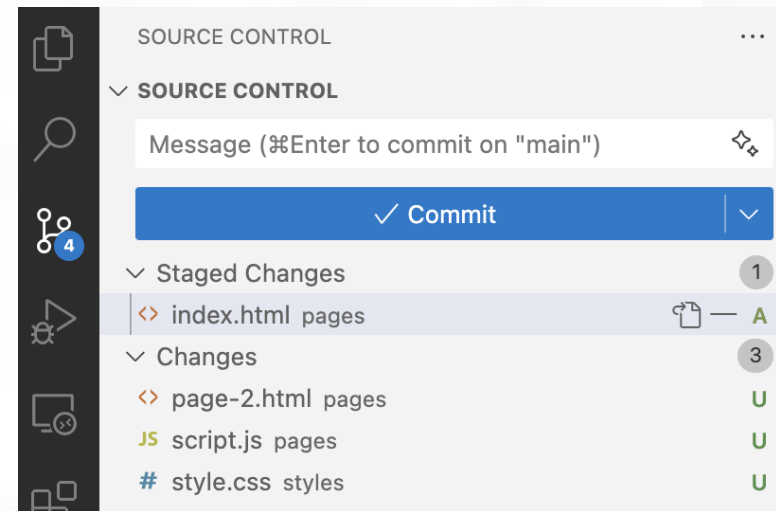 SOURCE CONTROL
SOURCE CONTROL
Message (⌘Enter to commit on "main")
Commit
4
Staged Changes 1
index.html pages A
Changes 3
page-2.html pages U
JS script.js pages U
# style.css styles U